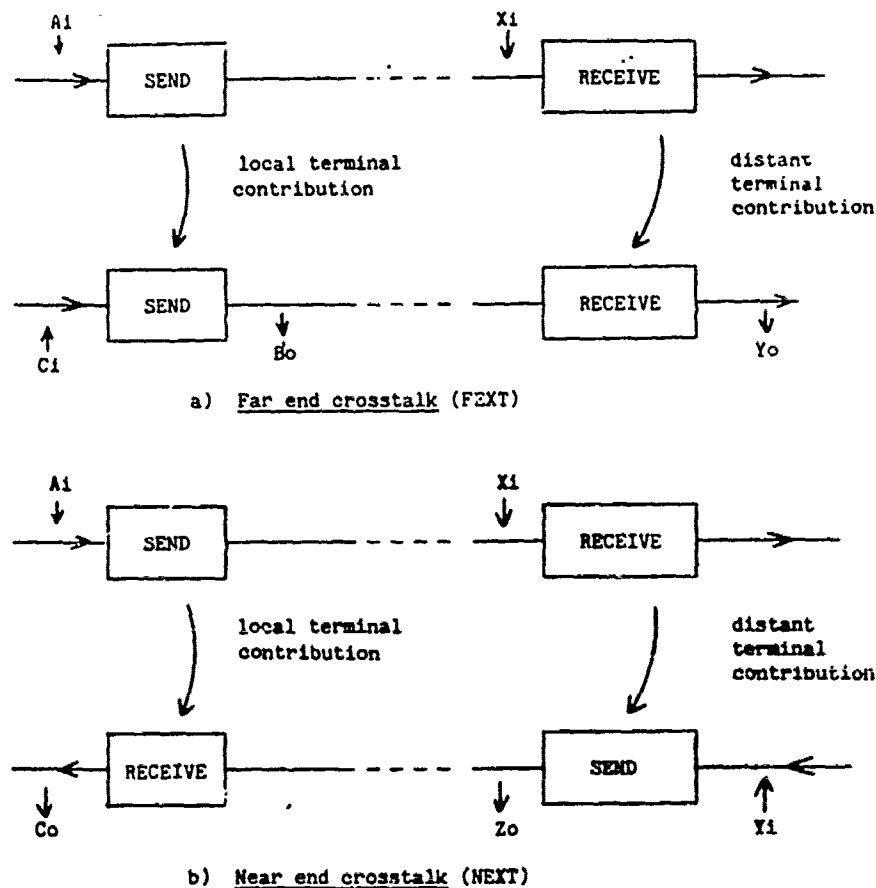 Ai
Xi
SEND
RECEIVE
local terminal
contribution
distant
terminal
contribution
SEND
RECEIVE
Ci
Bo
Yo
a) Far end crosstalk (FEXT)
Ai
Xi
SEND
RECEIVE
local terminal
contribution
distant
terminal
contribution
RECEIVE
SEND
Co
Zo
Yi
b) Near end crosstalk (NEXT)